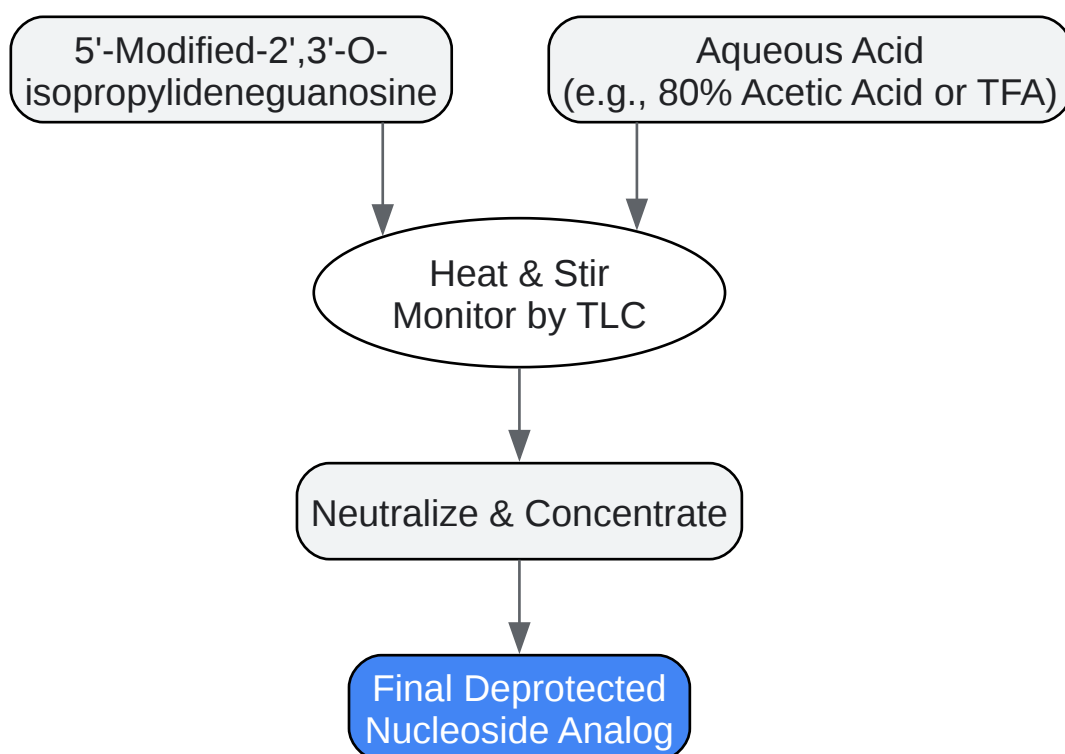 5'-Modified-2',3'-O-
isopropylideneguanosine
Aqueous Acid
(e.g., 80% Acetic Acid or TFA)
Heat & Stir
Monitor by TLC
Neutralize & Concentrate
Final Deprotected
Nucleoside Analog